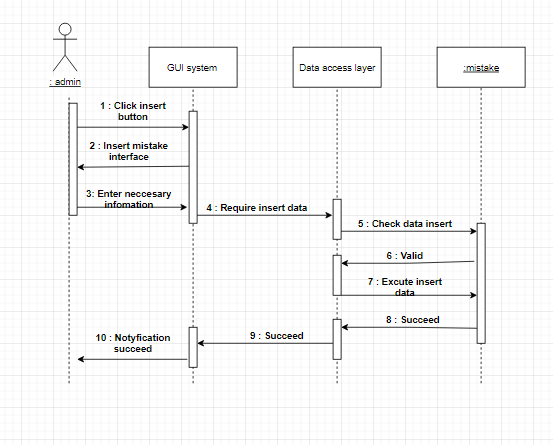 : admin
GUI system
Data access layer
:mistake
1 : Click insert
button
2 : Insert mistake
interface
3: Enter neccesary
infomation
4 : Require insert data
5 : Check data insert
6 : Valid
7 : Excute insert
data
8 : Succeed
9 : Succeed
10 : Notyfication
succeed